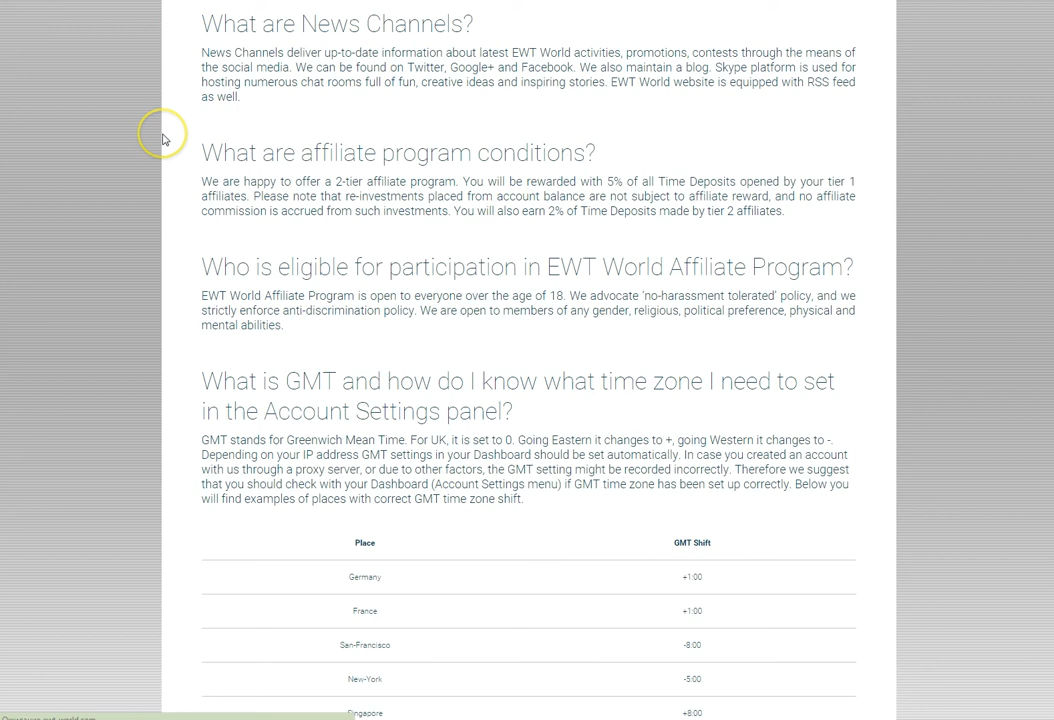 What are News Channels?
News Channels deliver up-to-date information about latest EWT World activities, promotions, contests through the means of
the social media. We can be found on Twitter, Google+ and Facebook. We also maintain a blog. Skype platform is used for
hosting numerous chat rooms full of fun, creative ideas and inspiring stories. EWT World website is equipped with RSS feed
as well.
What are affiliate program conditions?
We are happy to offer a 2-tier affiliate program. You will be rewarded with 5% of all Time Deposits opened by your tier 1
affiliates. Please note that re-investments placed from account balance are not subject to affiliate reward, and no affiliate
commission is accrued from such investments. You will also earn 2% of Time Deposits made by tier 2 affiliates.
Who is eligible for participation in EWT World Affiliate Program?
EWT World Affiliate Program is open to everyone over the age of 18. We advocate 'no-harassment tolerated' policy, and we
strictly enforce anti-discrimination policy. We are open to members of any gender, religious, political preference, physical and
mental abilities.
What is GMT and how do I know what time zone I need to set
in the Account Settings panel?
GMT stands for Greenwich Mean Time. For UK, it is set to 0. Going Eastern it changes to +, going Western it changes to -.
Depending on your IP address GMT settings in your Dashboard should be set automatically. In case you created an account
with us through a proxy server, or due to other factors, the GMT setting might be recorded incorrectly. Therefore we suggest
that you should check with your Dashboard (Account Settings menu) if GMT time zone has been set up correctly. Below you
will find examples of places with correct GMT time zone shift.
Place GMT Shift
Germany +1:00
France +1:00
San-Francisco -8:00
New-York -5:00
Singapore +8:00